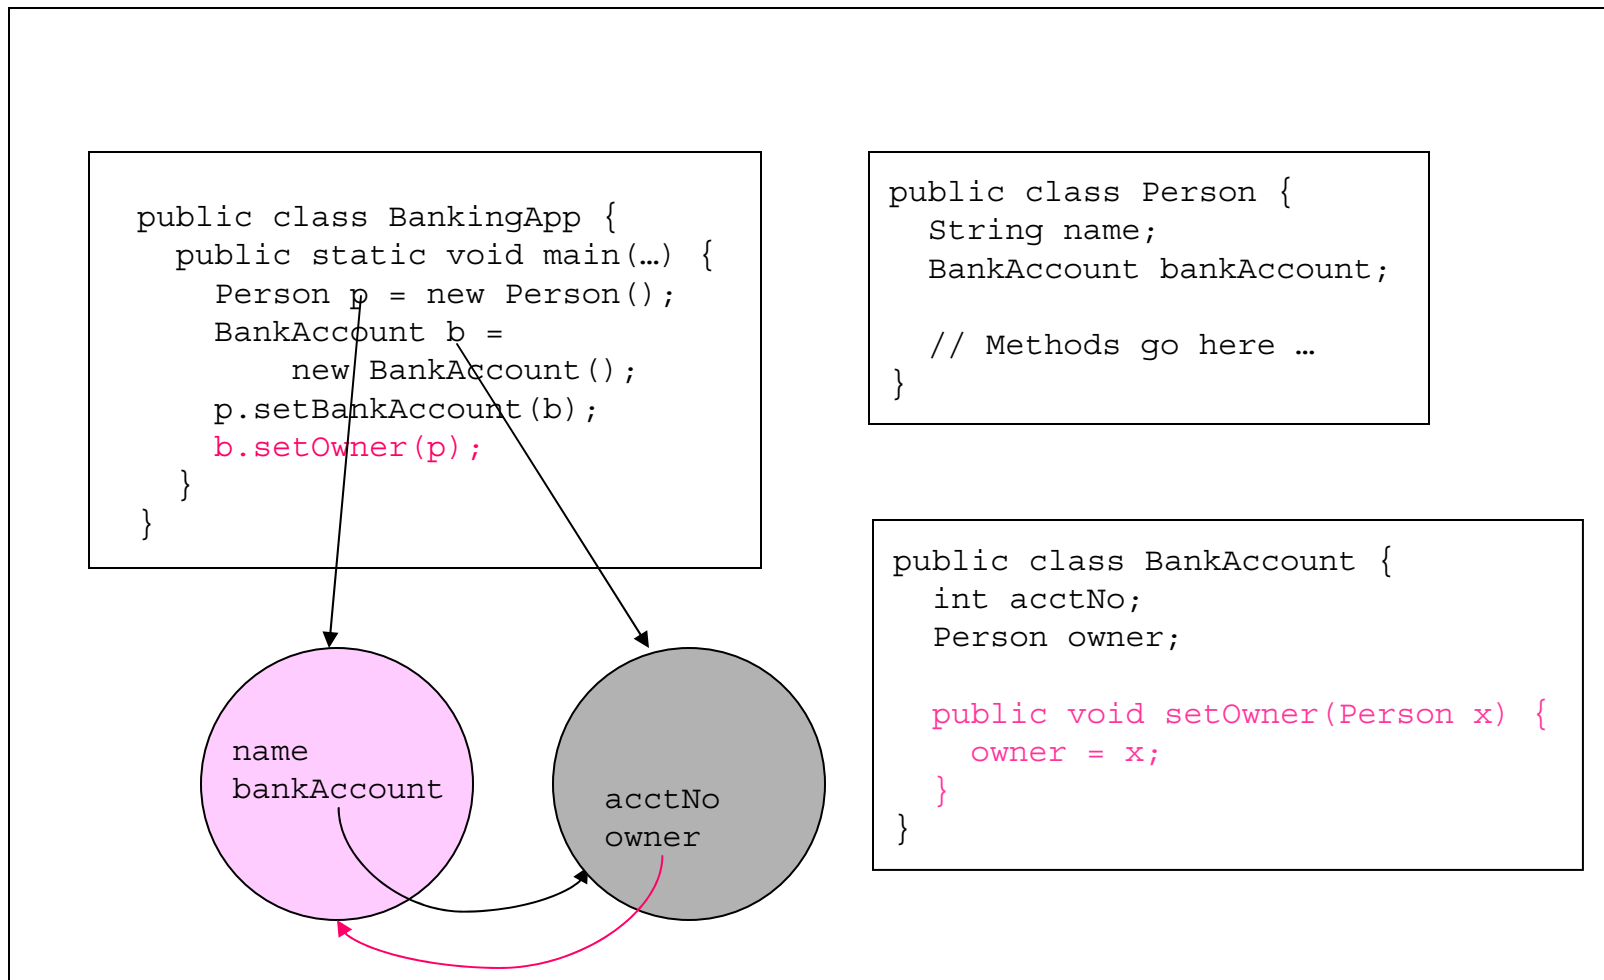 public class BankingApp {
public static void main(…) {
Person p = new Person();
BankAccount b =
new BankAccount();
p.setBankAccount(b);
b.setOwner(p);
}
}
public class Person {
String name;
BankAccount bankAccount;
// Methods go here …
}
public class BankAccount {
int acctNo;
Person owner;
public void setOwner(Person x) {
owner = x;
}
}
name
bankAccount
acctNo
owner